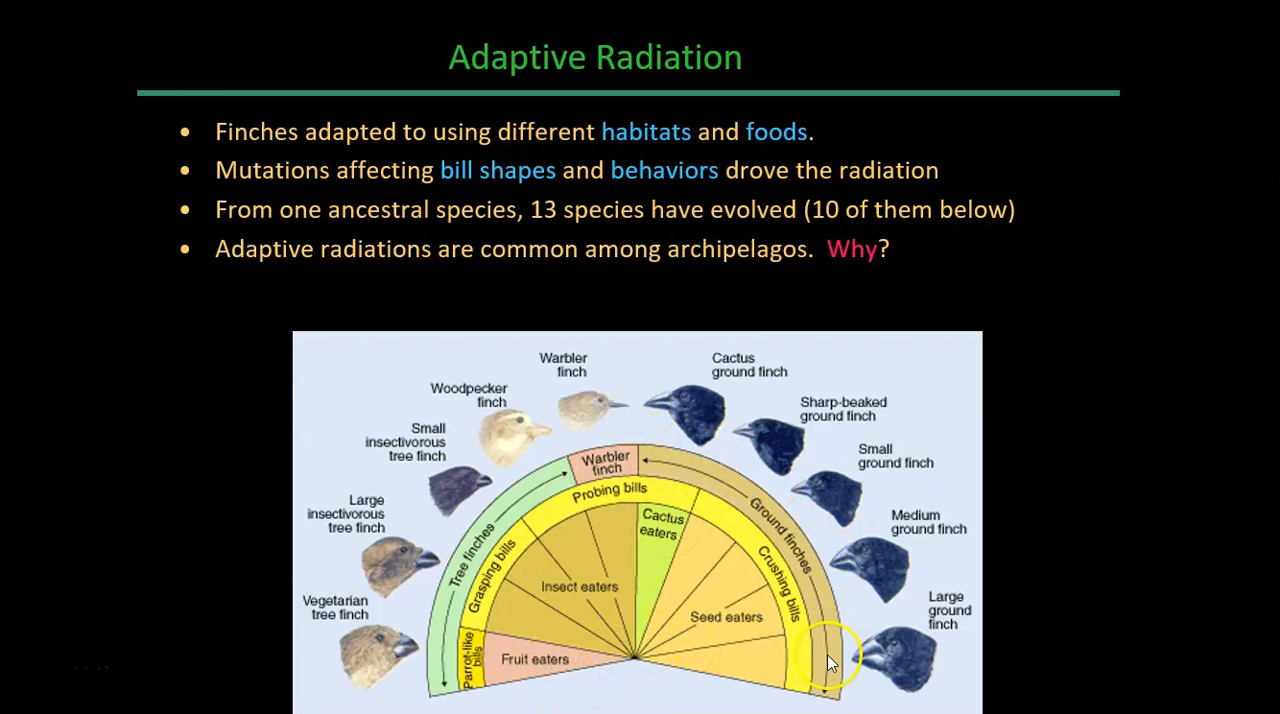 Adaptive Radiation
• Finches adapted to using different habitats and foods.
• Mutations affecting bill shapes and behaviors drove the radiation
• From one ancestral species, 13 species have evolved (10 of them below)
• Adaptive radiations are common among archipelagos. Why?
Warbler
finch
Cactus
ground finch
Woodpecker
finch
Sharp-beaked
ground finch
Small
insectivorous
tree finch
Small
ground finch
Large
insectivorous
tree finch
Medium
ground finch
Vegetarian
tree finch
Large
ground
finch
Warbler
finch
Tree finches
Ground finches
Probing bills
Grasping bills
Crushing bills
Parrot-like
bills
Cactus
eaters
Insect eaters
Seed eaters
Fruit eaters